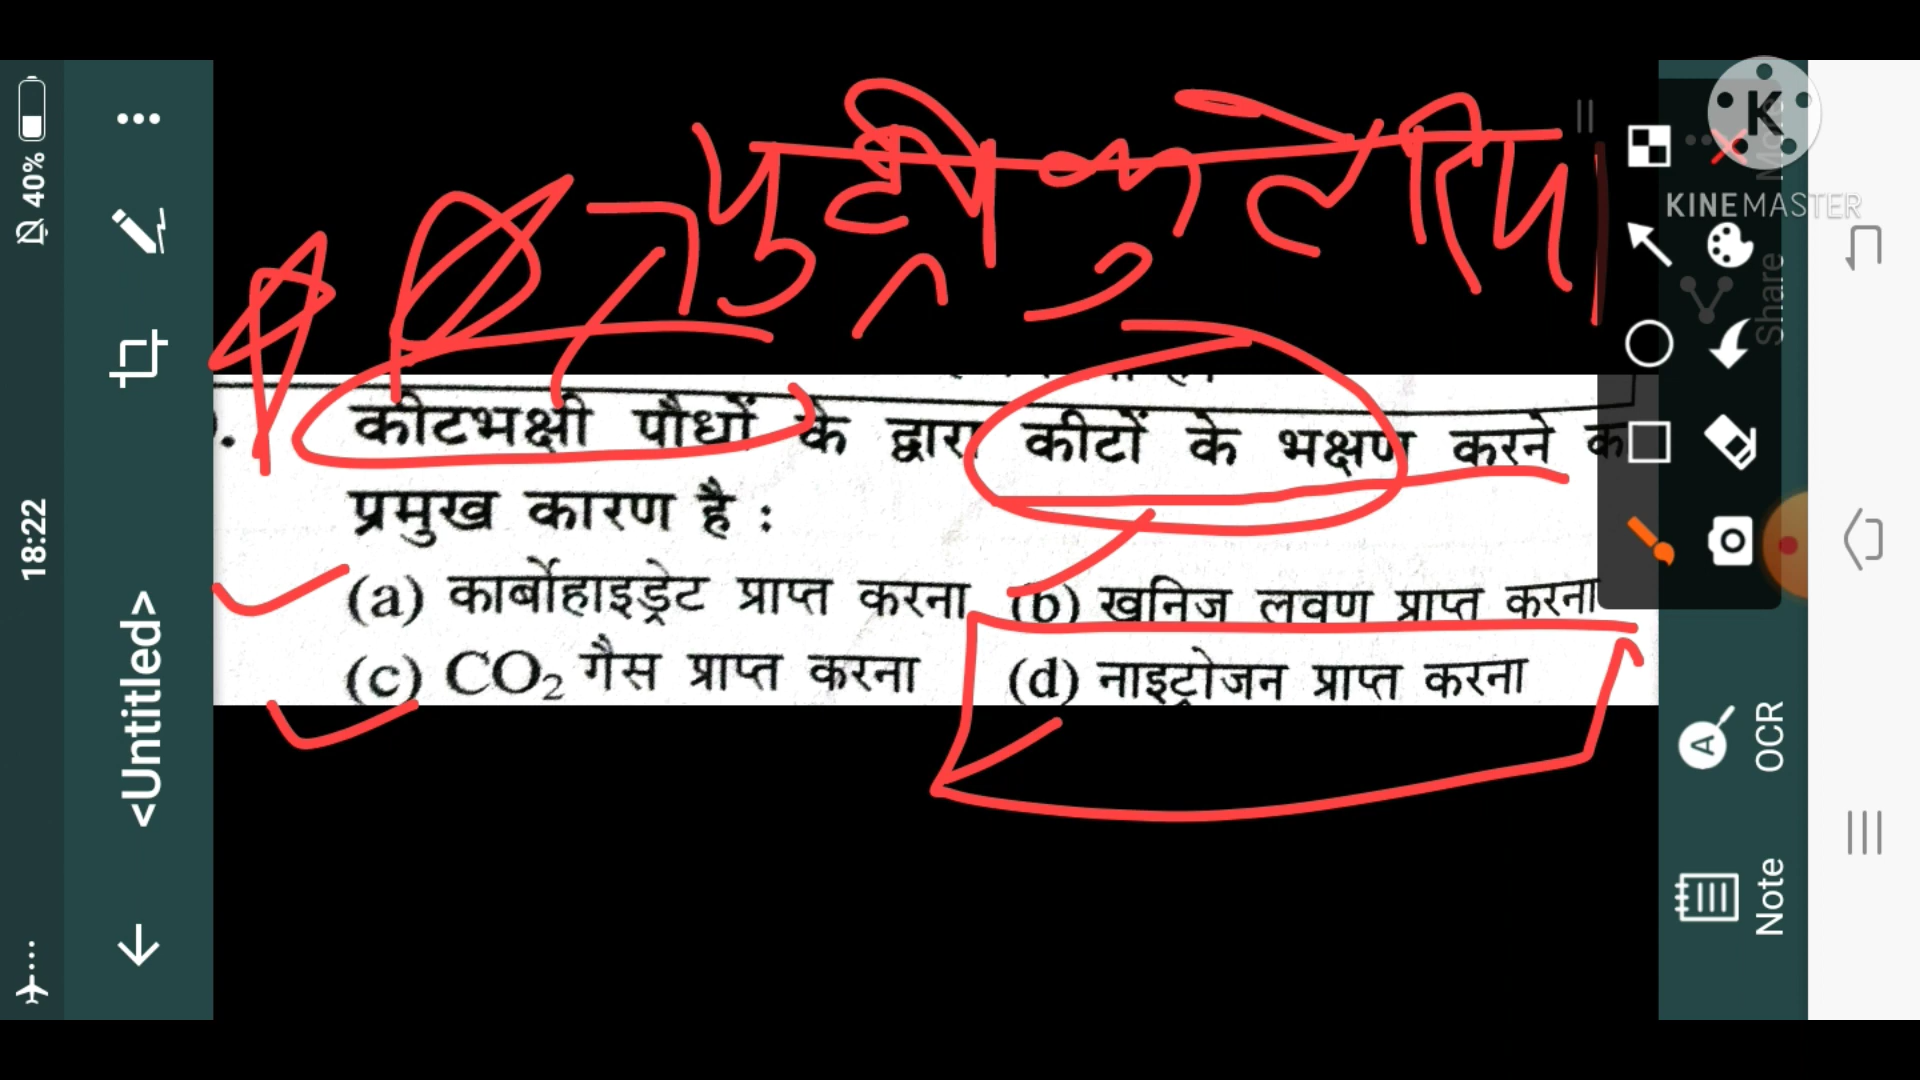 K
KINEMASTER
More
Share
OCR
Note
40%
18:22
<Untitled>
कीटभक्षी पौधों के द्वारा कीटों के भक्षण करने क
प्रमुख कारण है :
(a) कार्बोहाइड्रेट प्राप्त करना (b) खनिज लवण प्राप्त करना
(c) CO₂ गैस प्राप्त करना (d) नाइट्रोजन प्राप्त करना